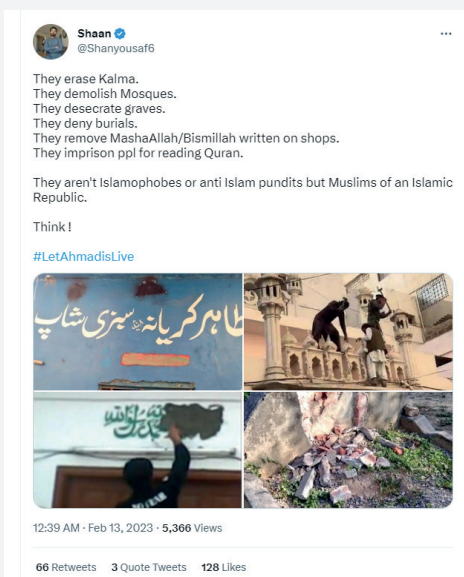 Shaan
@Shanyousaf6
They erase Kalma.
They demolish Mosques.
They desecrate graves.
They deny burials.
They remove MashaAllah/Bismillah written on shops.
They imprison ppl for reading Quran.
They aren't Islamophobes or anti Islam pundits but Muslims of an Islamic
Republic.
Think !
#LetAhmadisLive
طاہر کریانہ اینڈ سبزی شاپ
رسول اللہ
12:39 AM · Feb 13, 2023 · 5,366 Views
66 Retweets 3 Quote Tweets 128 Likes